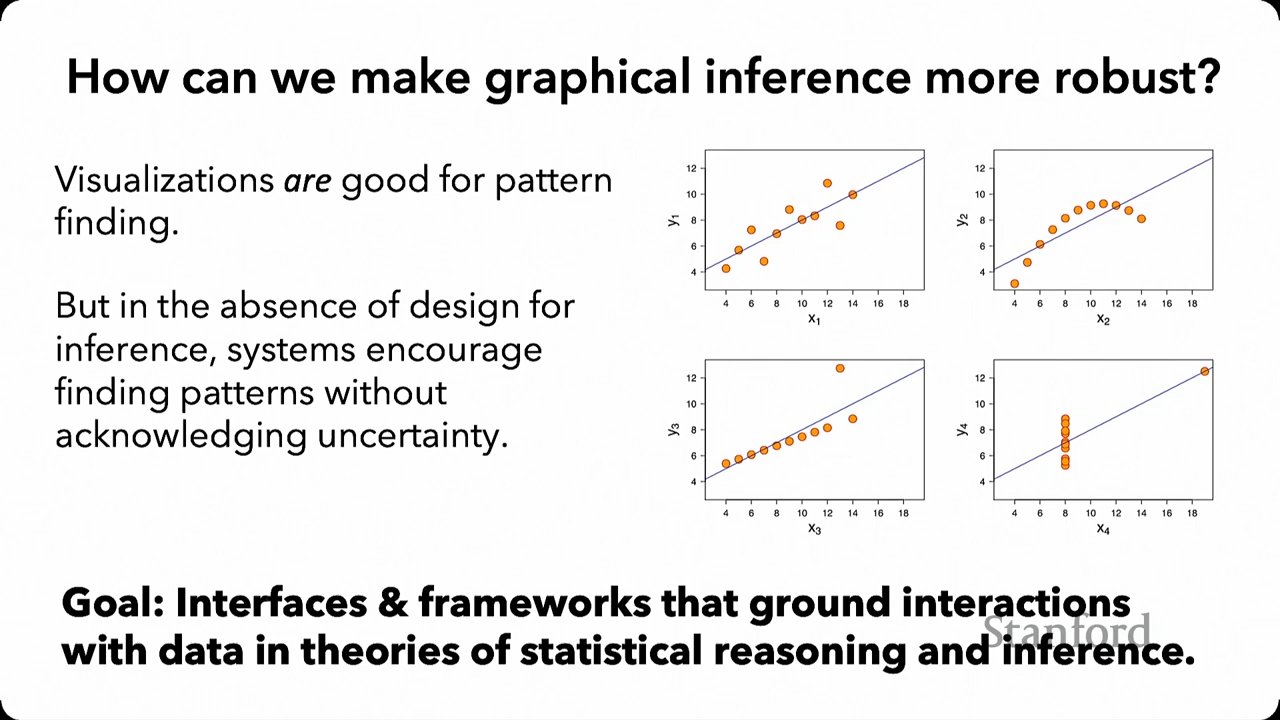 How can we make graphical inference more robust?
Visualizations are good for pattern
finding.
But in the absence of design for
inference, systems encourage
finding patterns without
acknowledging uncertainty.
12
10
8
6
4
y1
4 6 8 10 12 14 16 18
x1
12
10
8
6
4
y2
4 6 8 10 12 14 16 18
x2
12
10
8
6
4
y3
4 6 8 10 12 14 16 18
x3
12
10
8
6
4
y4
4 6 8 10 12 14 16 18
x4
Goal: Interfaces & frameworks that ground interactions
with data in theories of statistical reasoning and inference.
Stanford